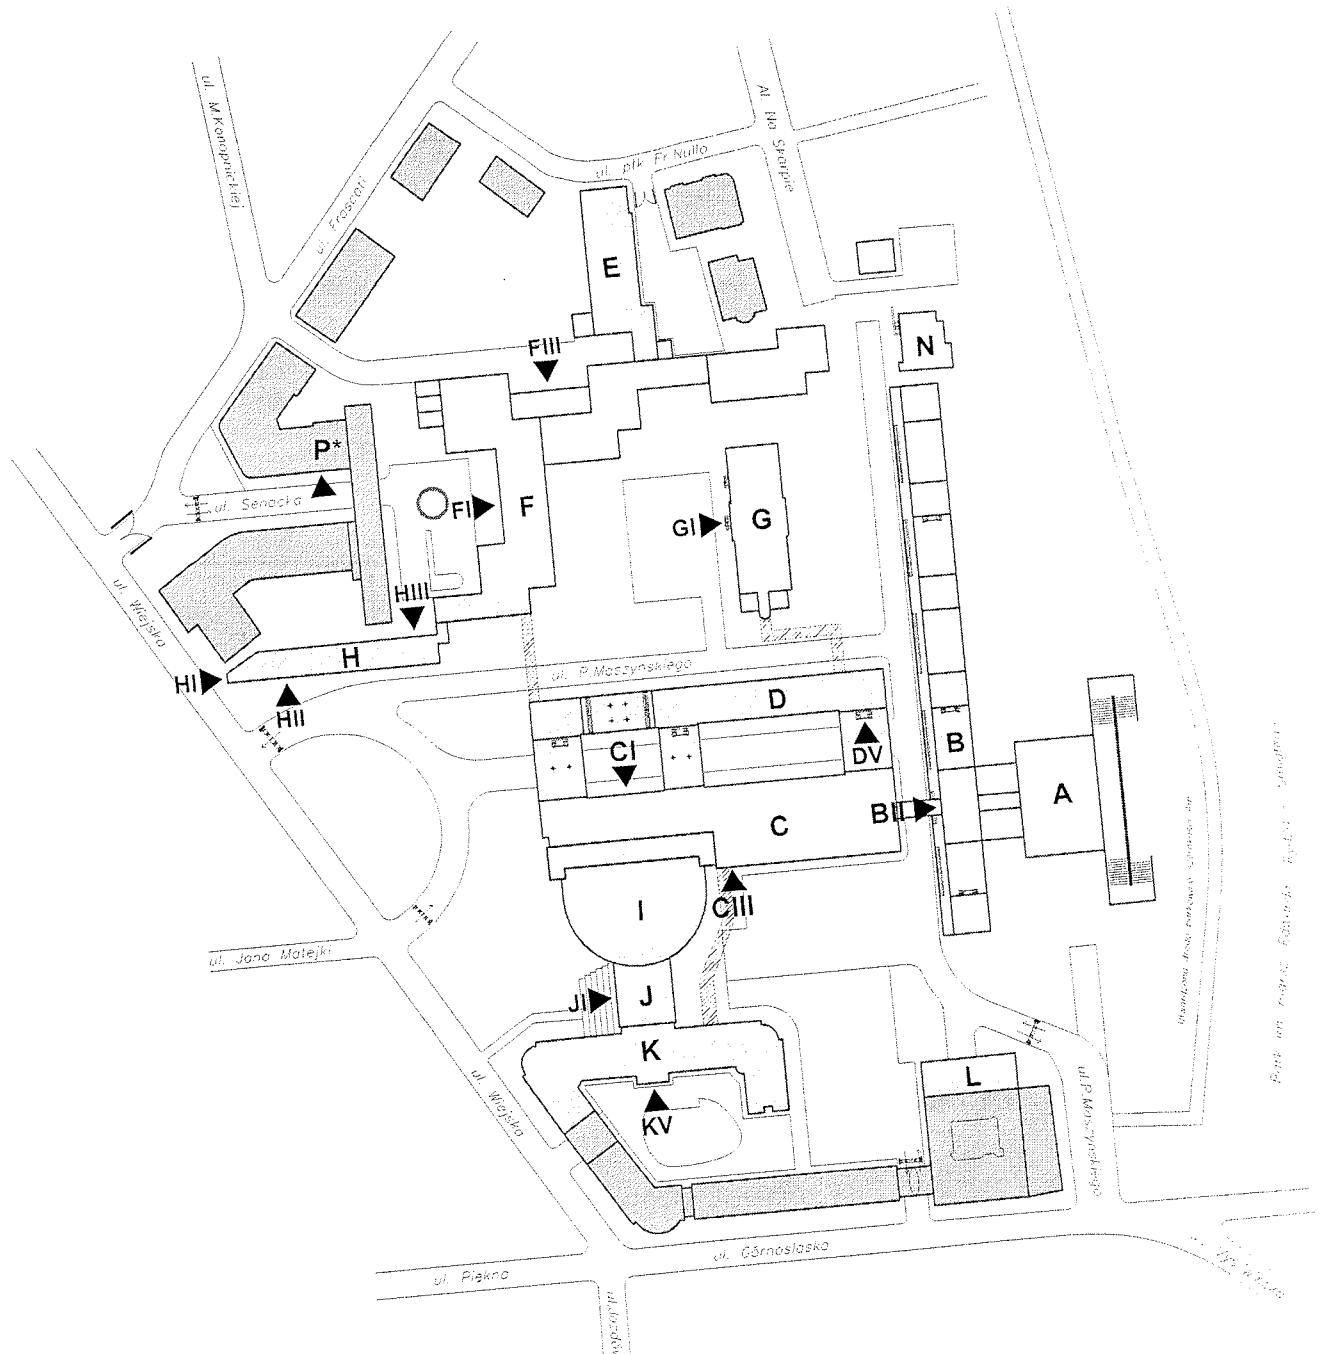 ul. M.Konopnickiej
Al. Na Skarpie
ul. płk Fr.Nullo
ul. Frascati
E
N
FIII
P*
ul. Senacka
FI
F
G
GI
ul. Wiejska
HIII
H
HI
HII
ul. P.Maszyńskiego
D
CI
DV
B
A
C
BII
I
CIII
ul. Jana Matejki
JI
J
K
L
ul. Wiejska
KV
ul.P.Maszyńskiego
ul. Górnośląska
ul. Piękna